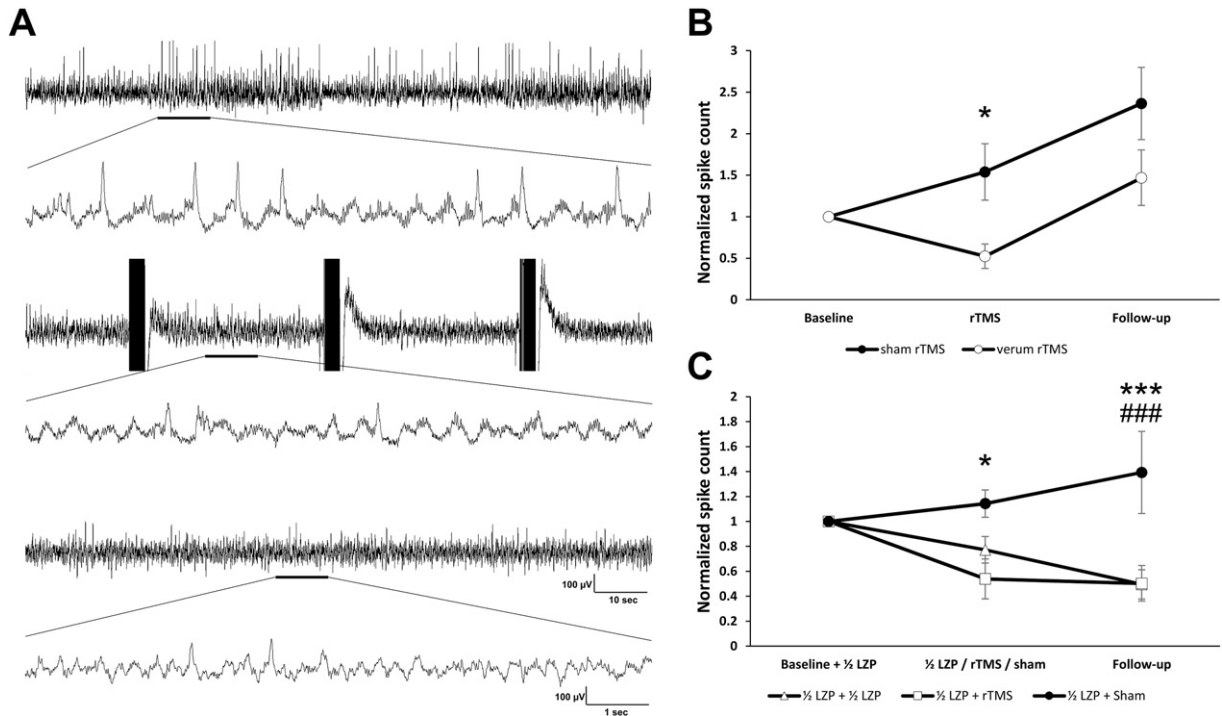 A
100 µV
10 sec
100 µV
1 sec
B
Normalized spike count
3
2.5
2
1.5
1
0.5
0
*
Baseline
rTMS
Follow-up
sham rTMS
verum rTMS
C
Normalized spike count
2
1.8
1.6
1.4
1.2
1
0.8
0.6
0.4
0.2
0
*
***
###
Baseline + ½ LZP
½ LZP / rTMS / sham
Follow-up
½ LZP + ½ LZP
½ LZP + rTMS
½ LZP + Sham